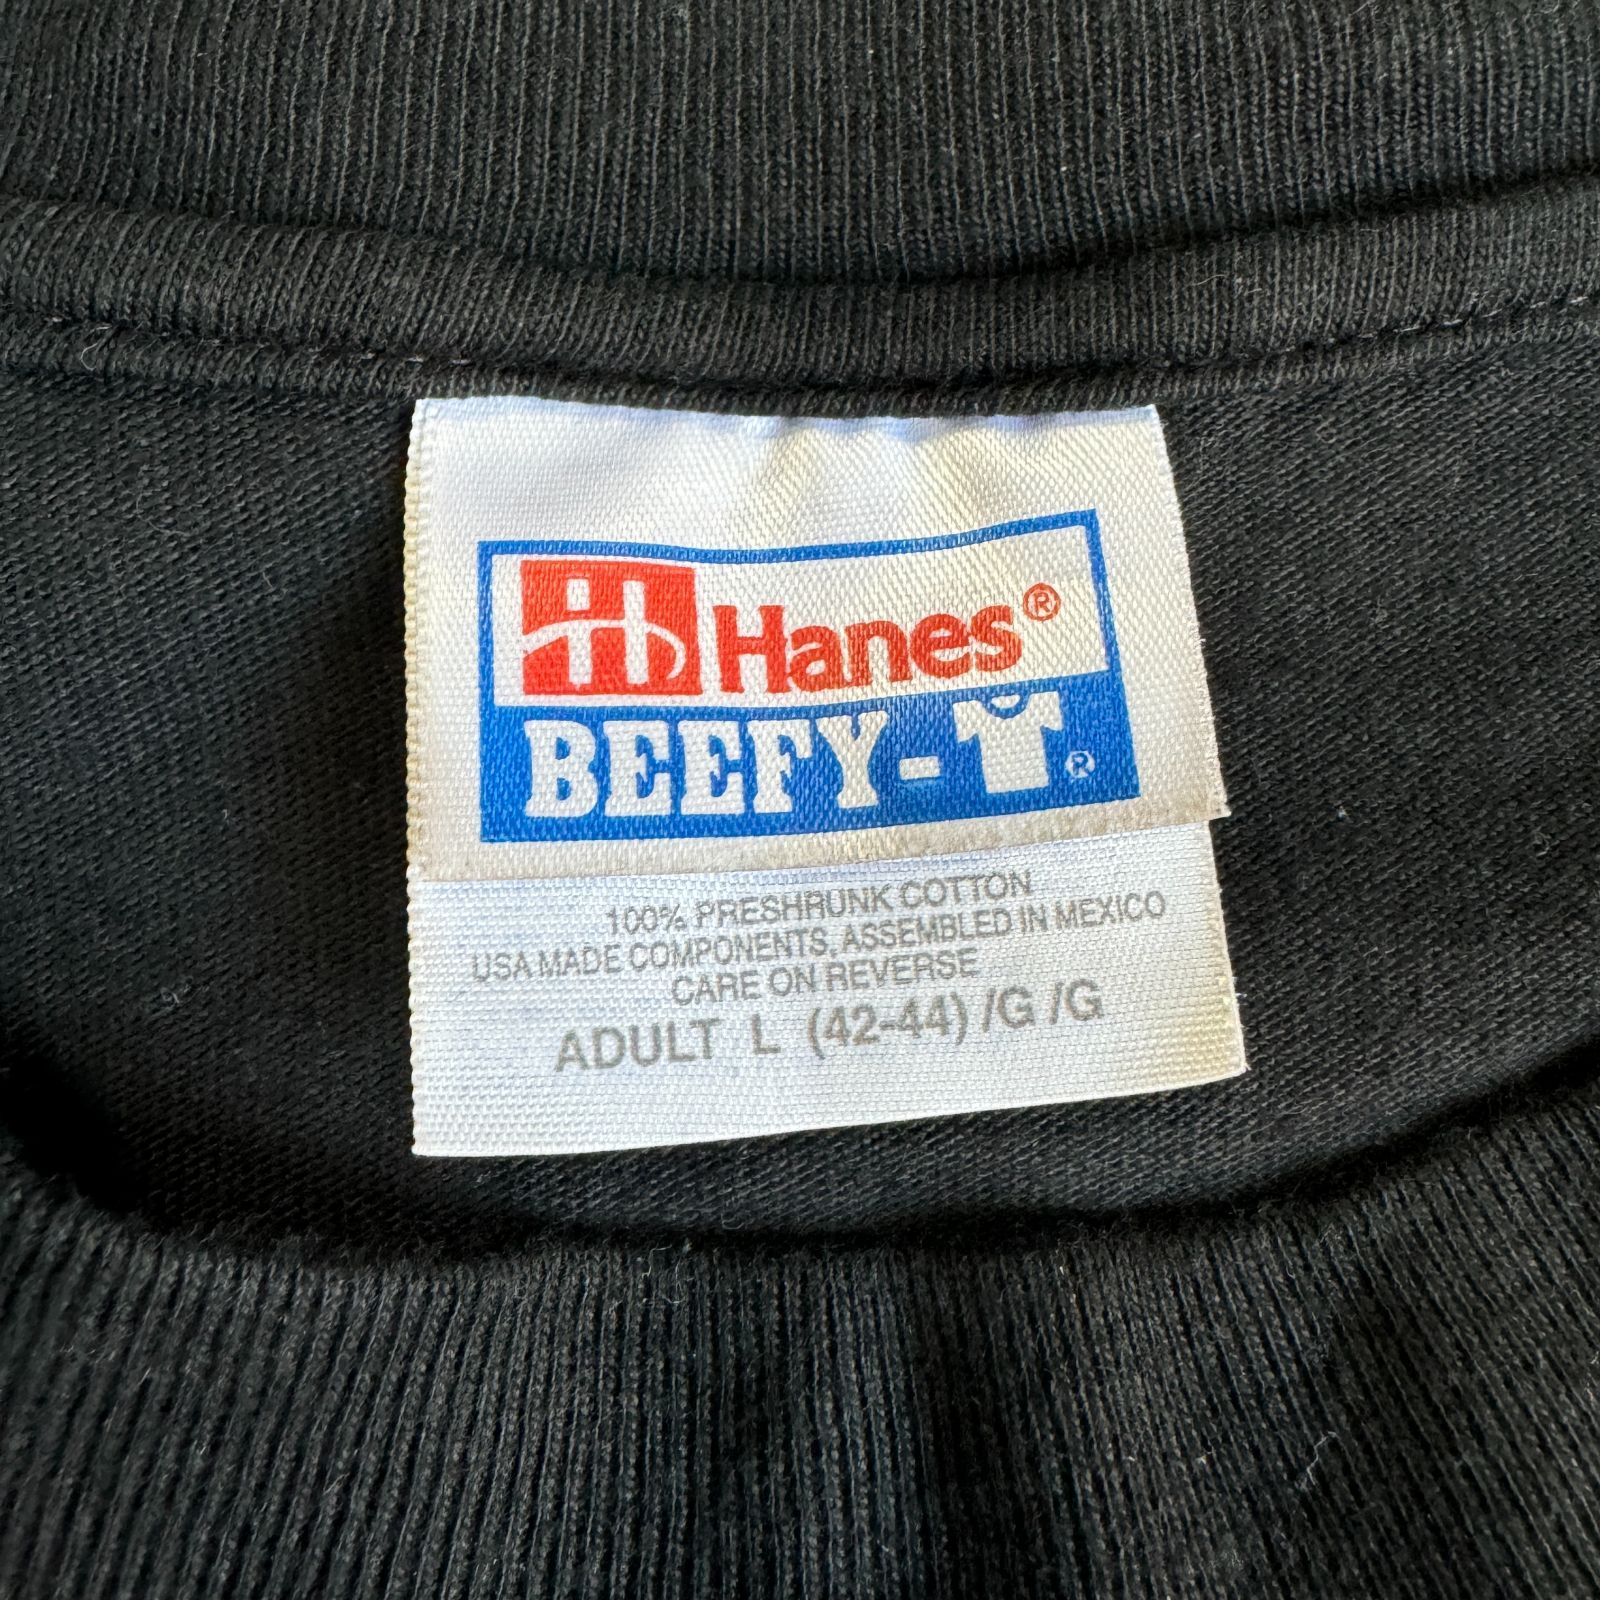 Hanes®
BEEFY-T®
100% PRESHRUNK COTTON
USA MADE COMPONENTS, ASSEMBLED IN MEXICO
CARE ON REVERSE
ADULT L (42-44) /G /G